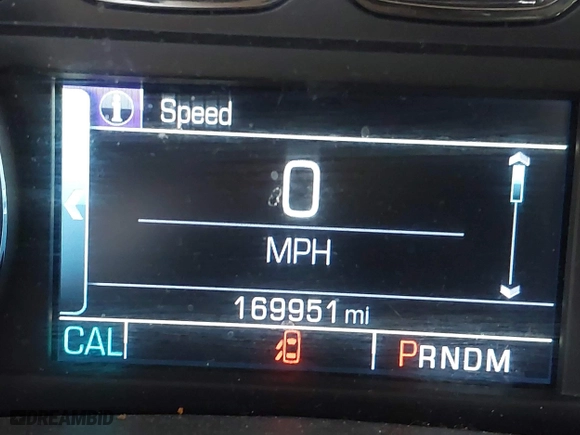 i Speed
0
MPH
169951 mi
CAL PRNDM
DREAMBID